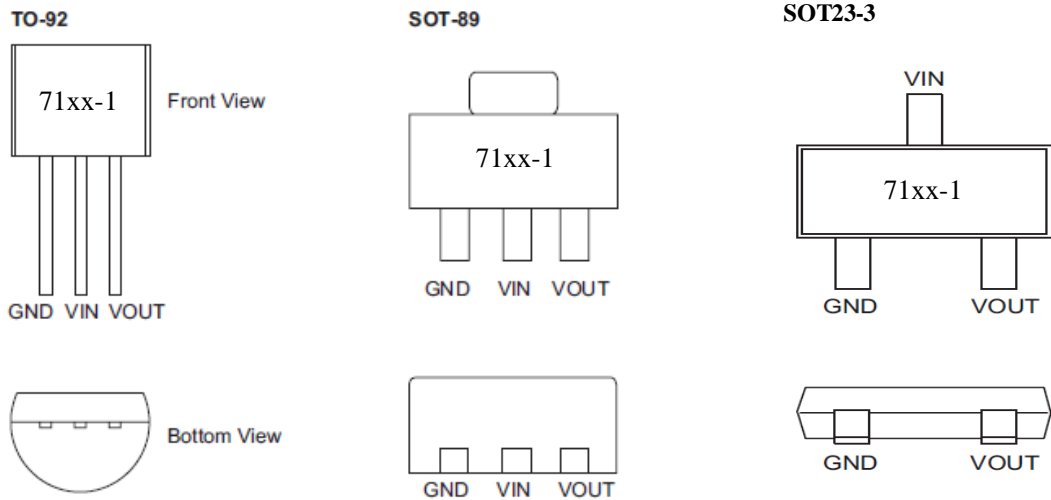 TO-92
SOT-89
SOT23-3
71xx-1
Front View
71xx-1
VIN
71xx-1
GND VIN VOUT
GND VIN VOUT
GND VOUT
Bottom View
GND VIN VOUT
GND VOUT